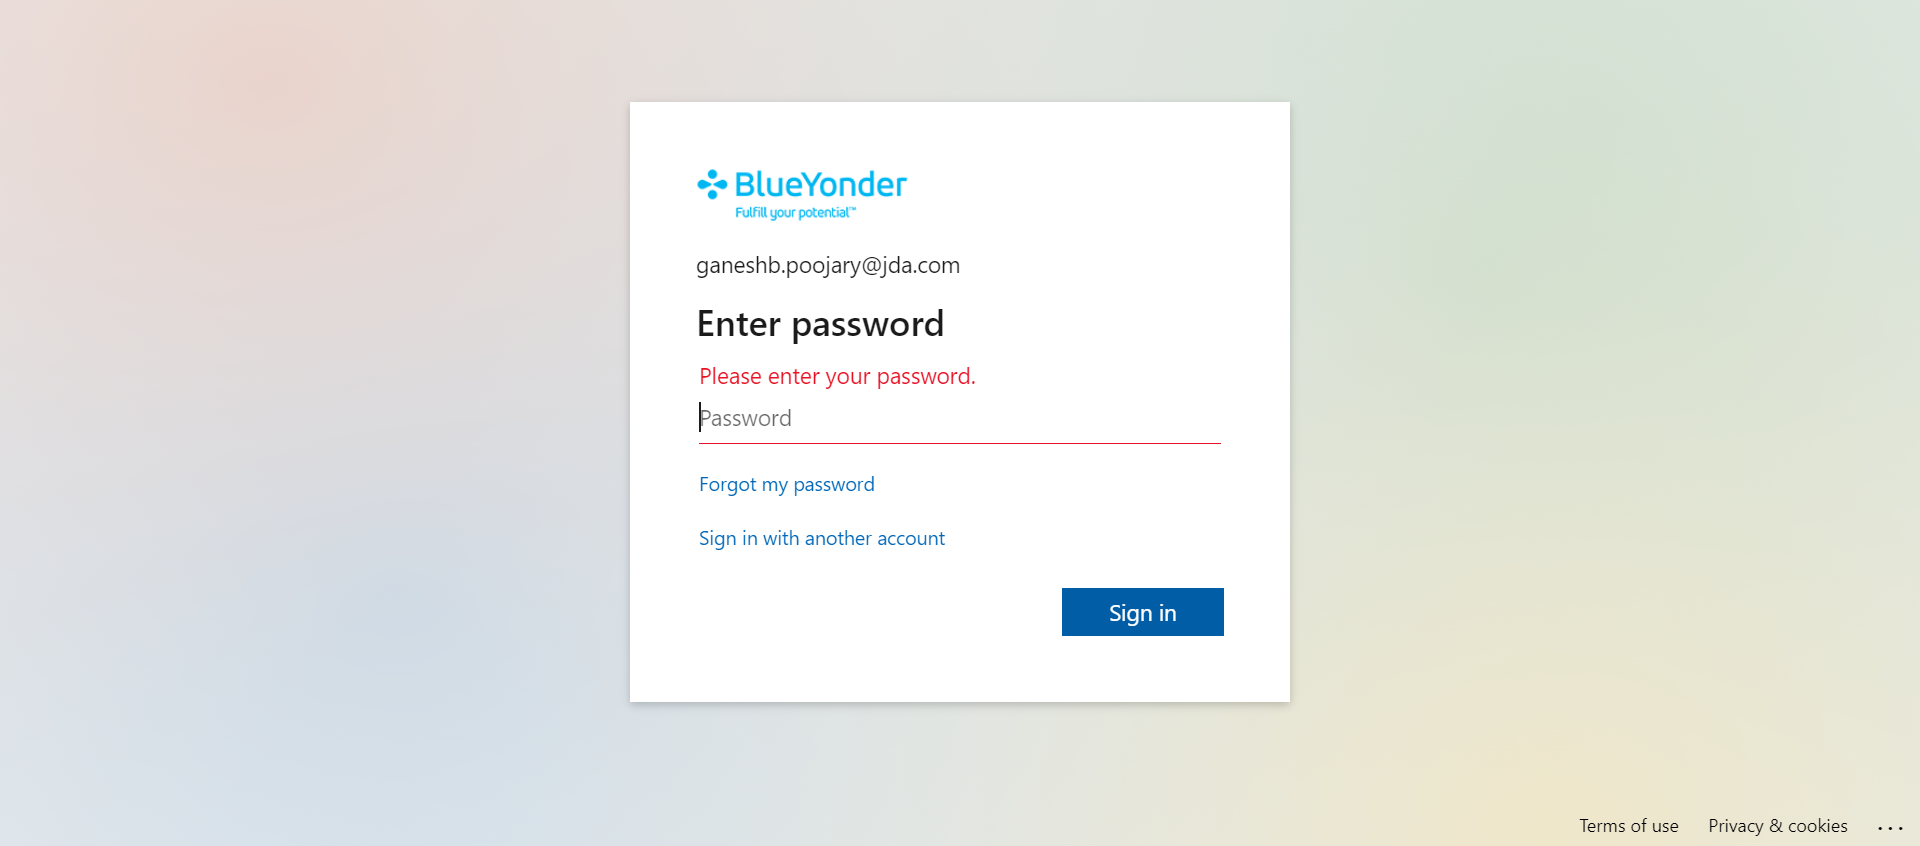 BlueYonder
Fulfill your potential™
ganeshb.poojary@jda.com
Enter password
Please enter your password.
Password
Forgot my password
Sign in with another account
Sign in
Terms of use Privacy & cookies ...